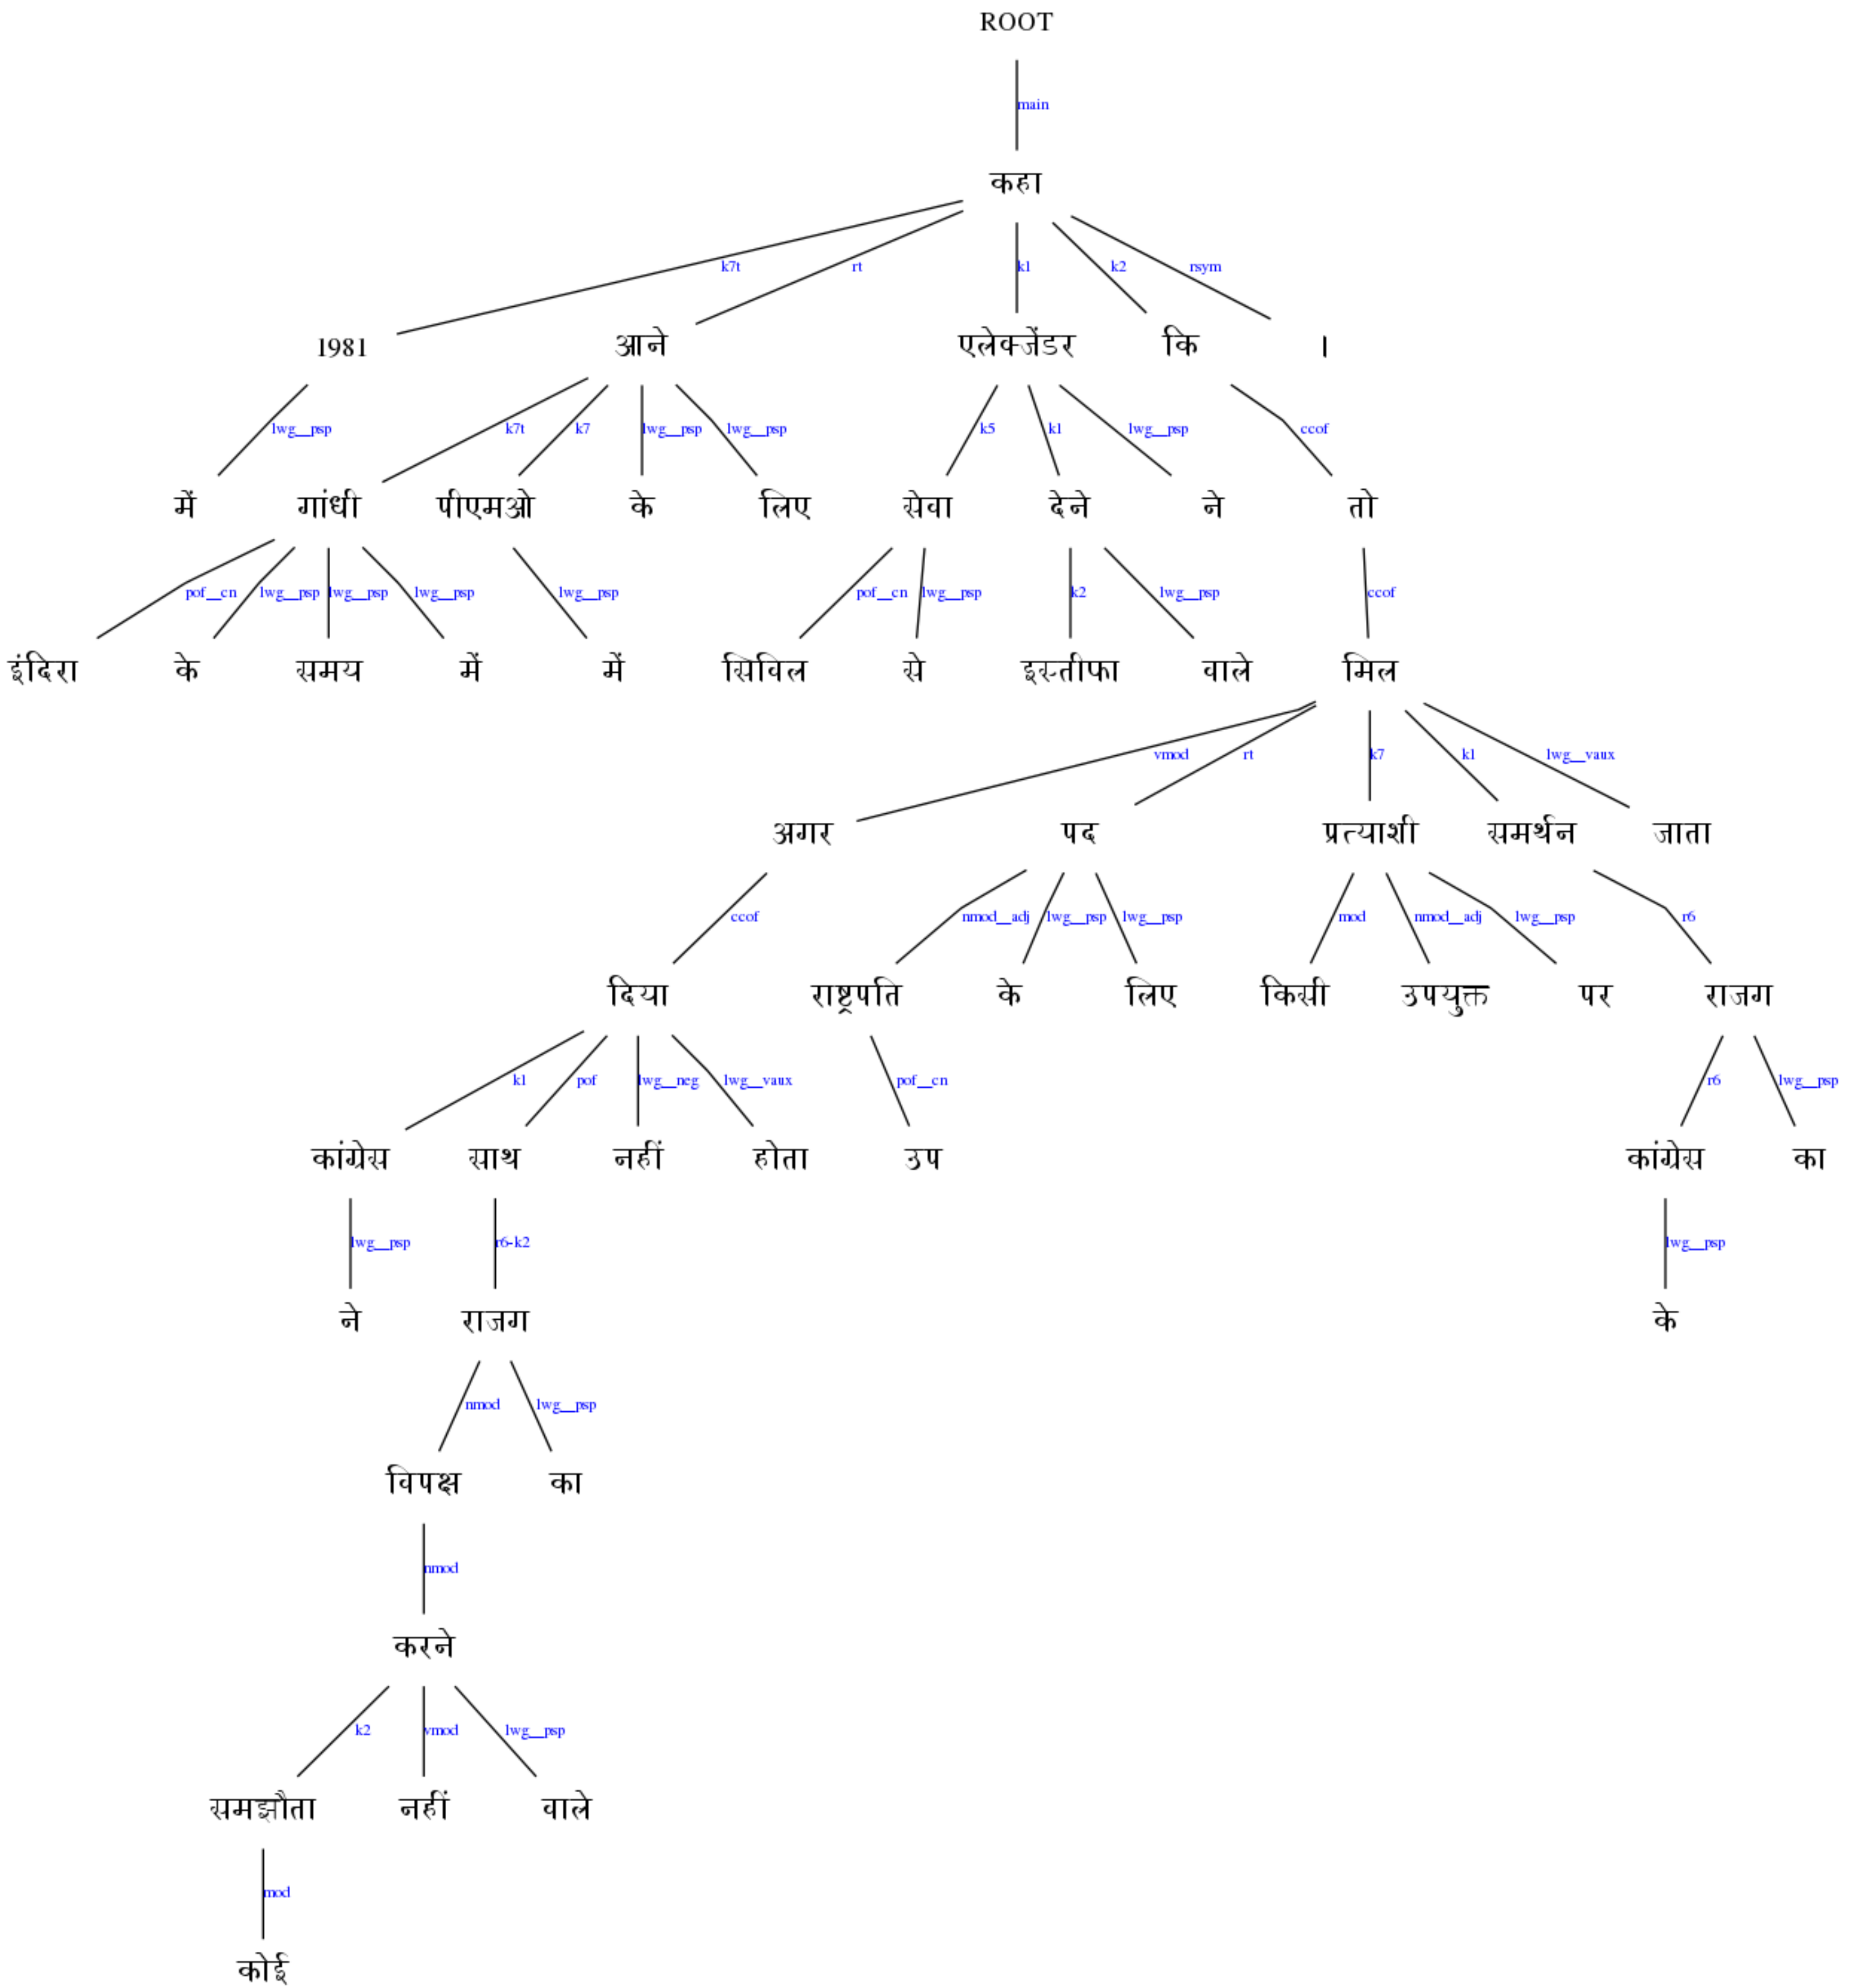 ROOT
main
कहा
k7t rt k1 k2 rsym
1981 आने एलेक्जेंडर कि ।
lwg__psp k7t k7 lwg__psp lwg__psp k5 k1 lwg__psp ccof
में गांधी पीएमओ के लिए सेवा देने ने तो
pof__cn lwg__psp lwg__psp lwg__psp lwg__psp pof__cn lwg__psp k2 lwg__psp ccof
इंदिरा के समय में में सिविल से इस्तीफा वाले मिल
vmod rt k7 k1 lwg__vaux
अगर पद प्रत्याशी समर्थन जाता
ccof nmod__adj lwg__psp lwg__psp mod nmod__adj lwg__psp r6
दिया राष्ट्रपति के लिए किसी उपयुक्त पर राजग
k1 pof lwg__neg lwg__vaux pof__cn r6 lwg__psp
कांग्रेस साथ नहीं होता उप कांग्रेस का
lwg__psp r6-k2 lwg__psp
ने राजग के
nmod lwg__psp
विपक्ष का
nmod
करने
k2 vmod lwg__psp
समझौता नहीं वाले
mod
कोई